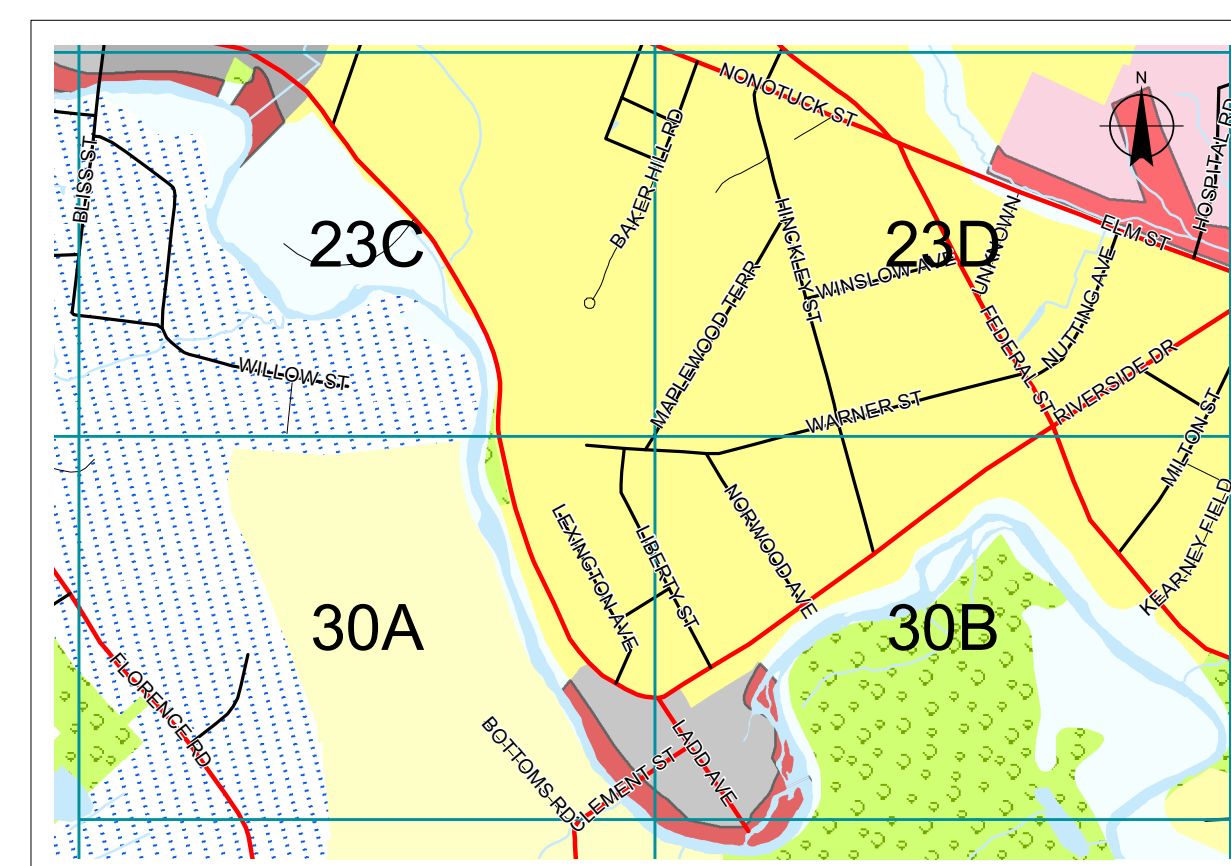 N
NONOTUCK ST
BLISS ST
BAKER HILL RD
HOSPITAL RD
23C
HINCKLEY ST
23D
UNKNOWN
ELM ST
WINSLOW AVE
MAPLEWOOD TERR
NUTTING AVE
FEDERAL ST
WILLOW ST
RIVERSIDE DR
WARNER ST
MILTON ST
LEXINGTON AVE
LIBERTY ST
NORWOOD AVE
KEARNEY FIELD
30A
30B
FLORENCE RD
BOTTOMS RD
CLEMENT ST
LADD AVE